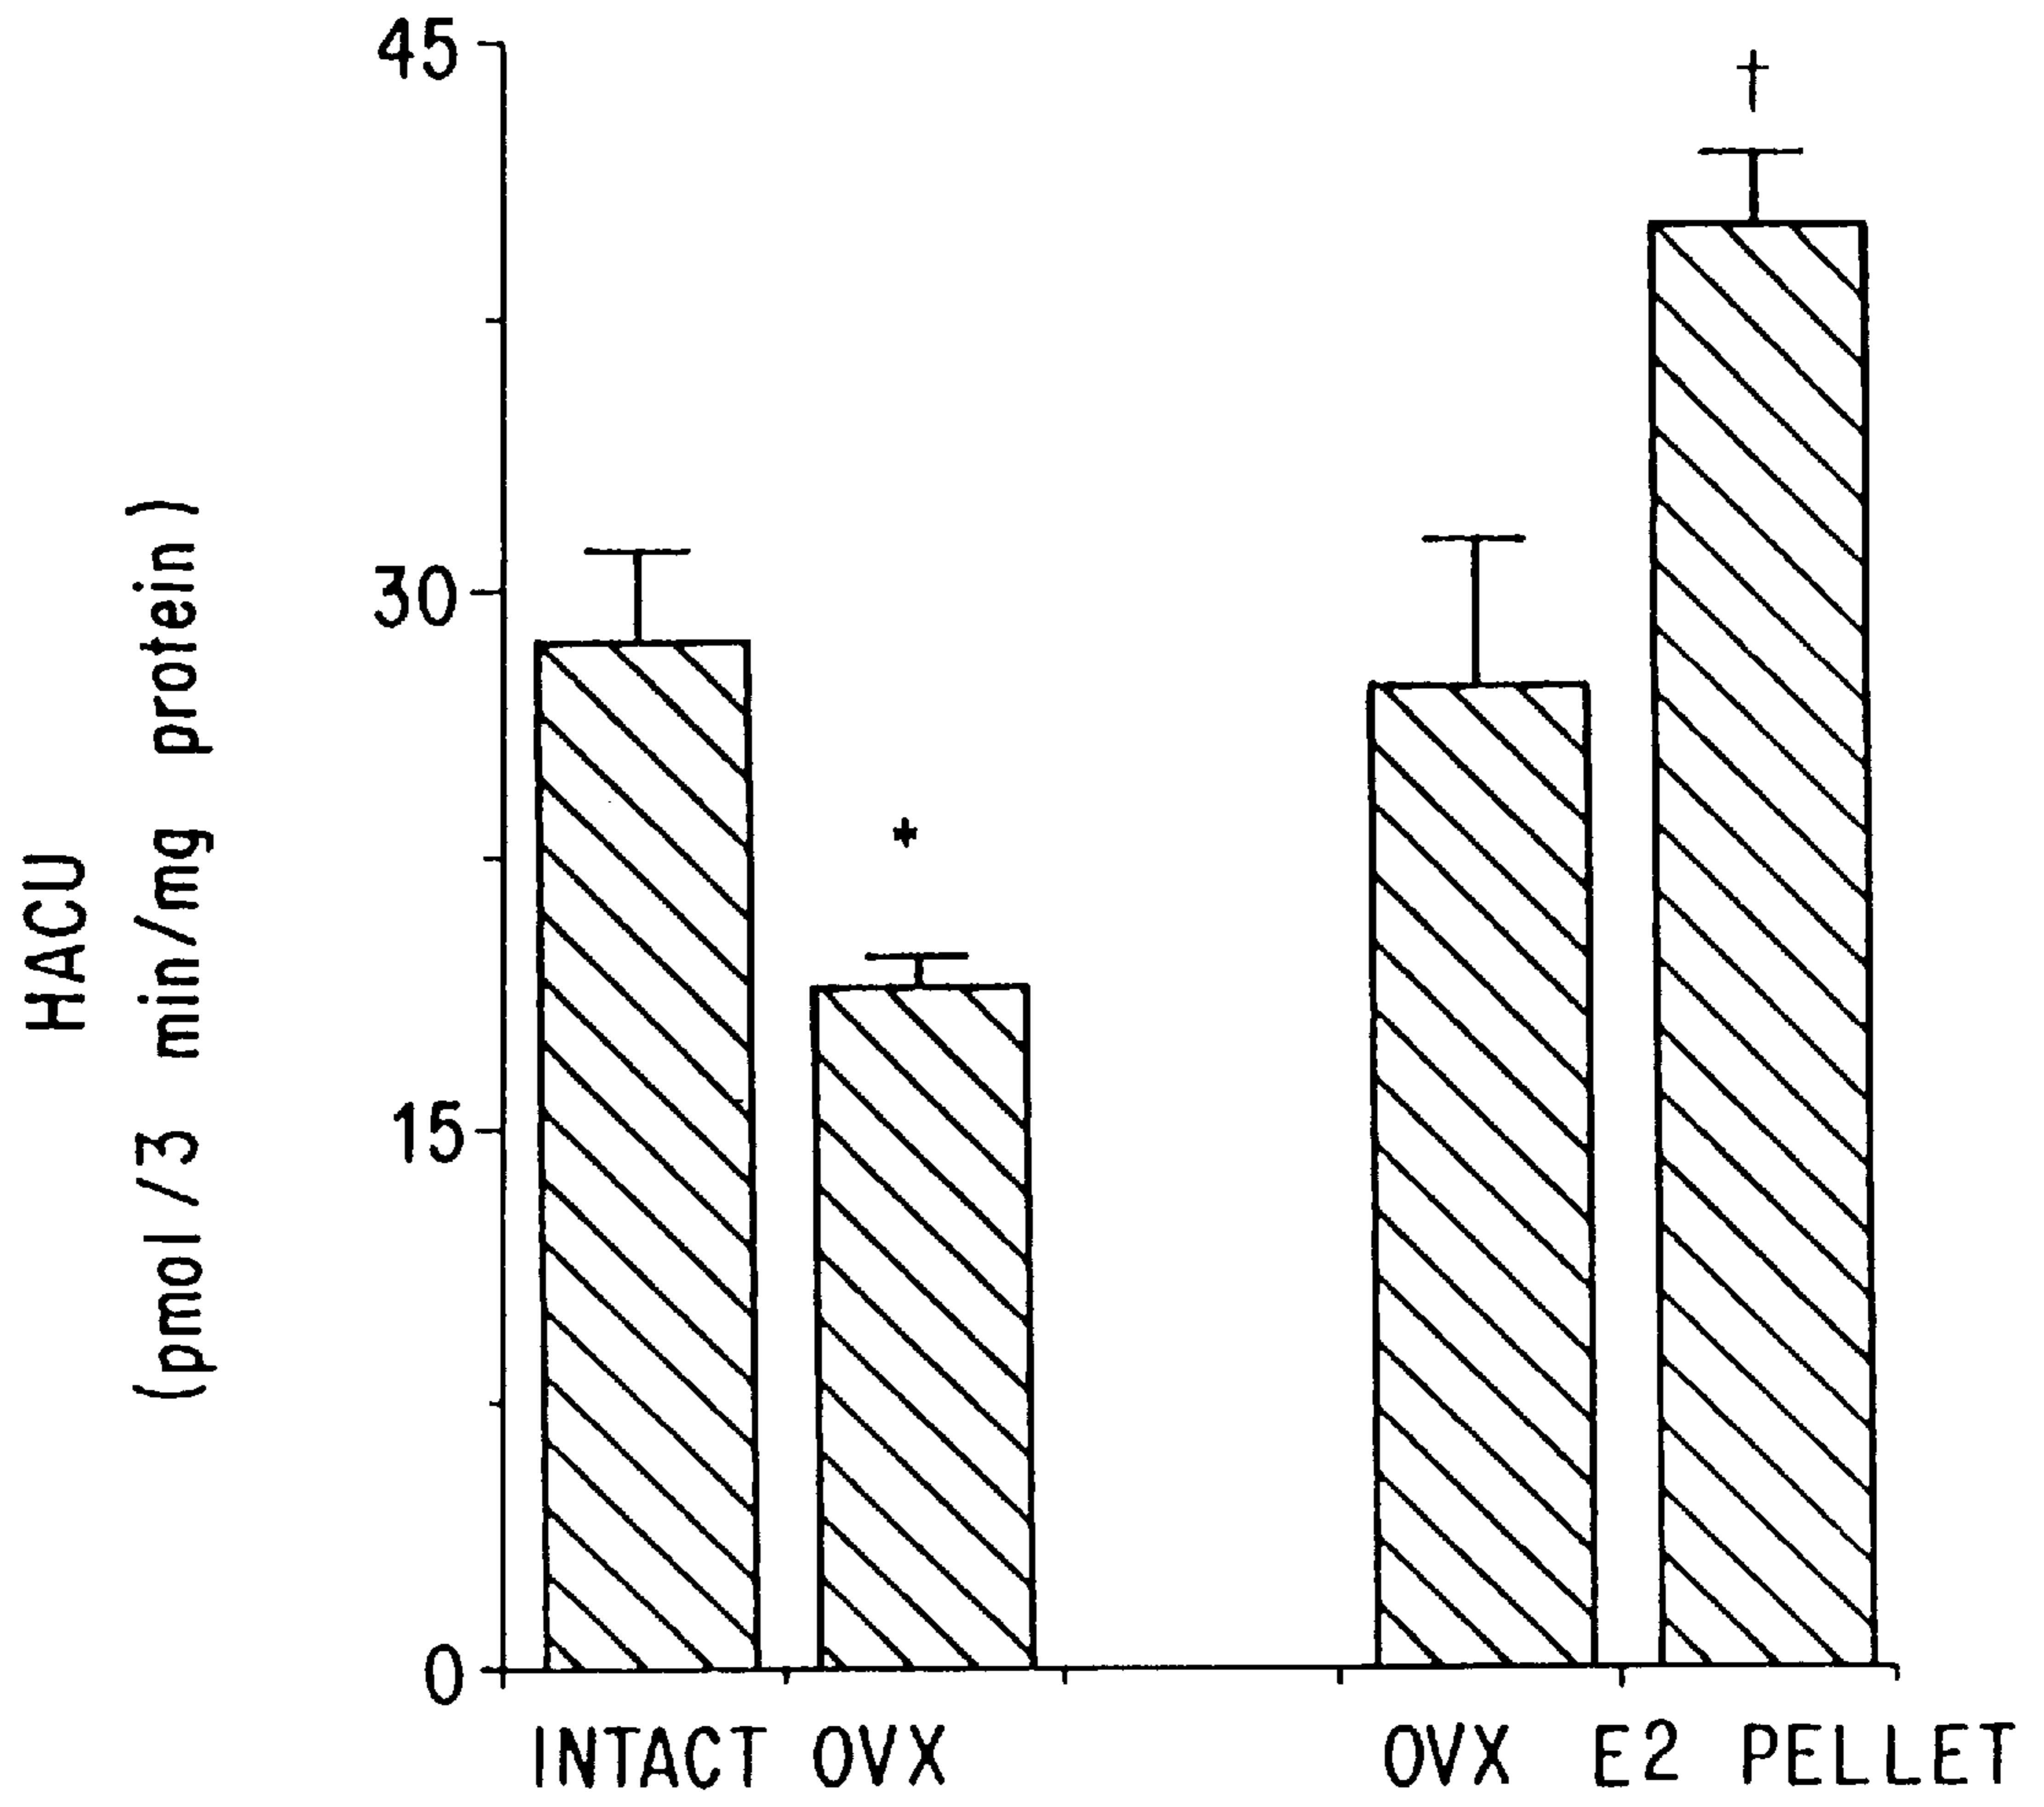 HACU
(pmol/3 min/mg protein)
45
30
15
0
*
†
INTACT OVX OVX E2 PELLET